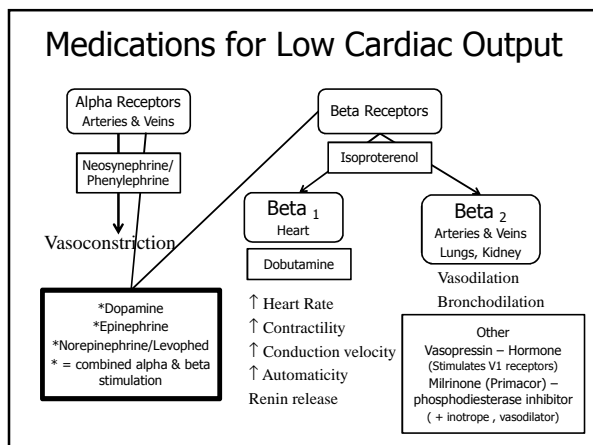 Medications for Low Cardiac Output
Alpha Receptors
Arteries & Veins
Neosynephrine/
Phenylephrine
Vasoconstriction
*Dopamine
*Epinephrine
*Norepinephrine/Levophed
* = combined alpha & beta
stimulation
Beta Receptors
Isoproterenol
Beta 1
Heart
Dobutamine
↑ Heart Rate
↑ Contractility
↑ Conduction velocity
↑ Automaticity
Renin release
Beta 2
Arteries & Veins
Lungs, Kidney
Vasodilation
Bronchodilation
Other
Vasopressin – Hormone
(Stimulates V1 receptors)
Milrinone (Primacor) –
phosphodiesterase inhibitor
( + inotrope , vasodilator)